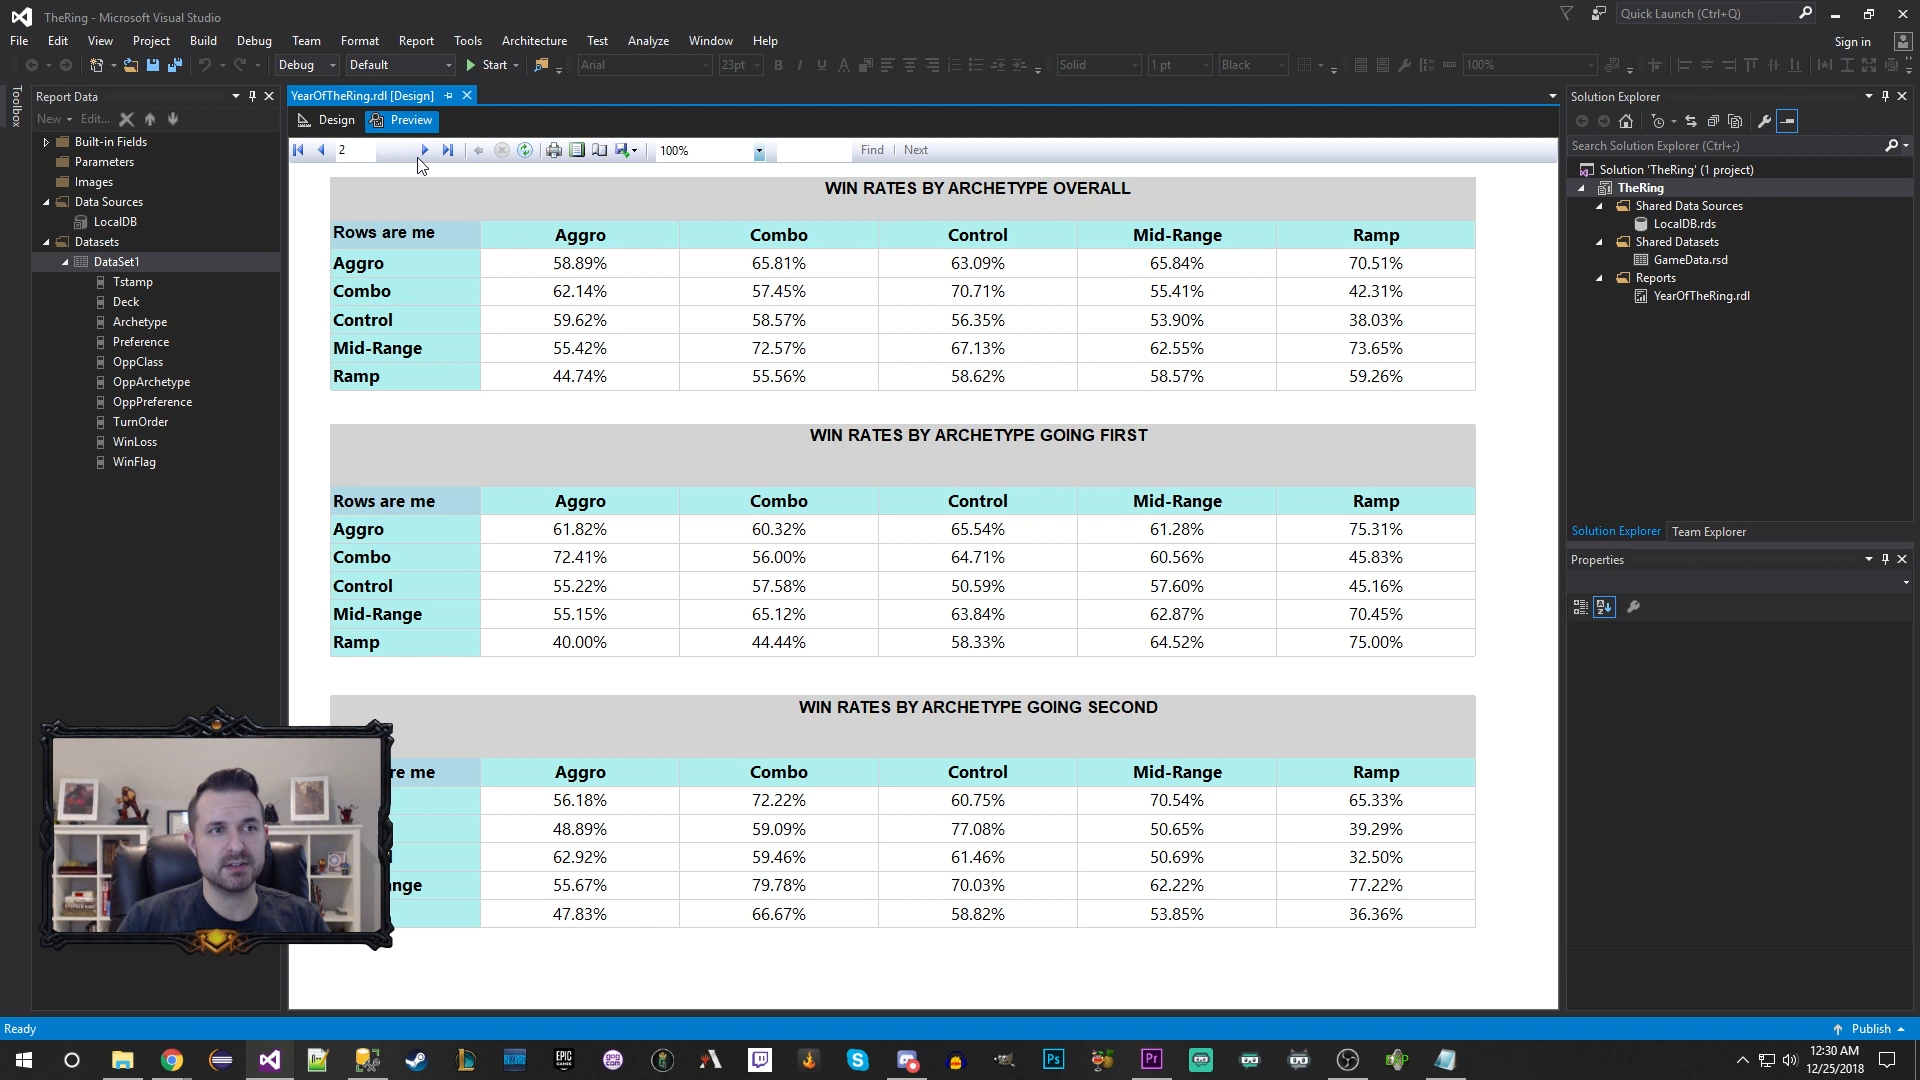 TheRing - Microsoft Visual Studio
Quick Launch (Ctrl+Q)
File Edit View Project Build Debug Team Format Report Tools Architecture Test Analyze Window Help
Sign in
Debug Default Start Arial 23pt B I U A Solid 1 pt Black 100%
Toolbox
Report Data
New Edit...
Built-in Fields
Parameters
Images
Data Sources
LocalDB
Datasets
DataSet1
Tstamp
Deck
Archetype
Preference
OppClass
OppArchetype
OppPreference
TurnOrder
WinLoss
WinFlag
YearOfTheRing.rdl [Design]
Design Preview
2 100% Find | Next
WIN RATES BY ARCHETYPE OVERALL
Rows are me Aggro Combo Control Mid-Range Ramp
Aggro 58.89% 65.81% 63.09% 65.84% 70.51%
Combo 62.14% 57.45% 70.71% 55.41% 42.31%
Control 59.62% 58.57% 56.35% 53.90% 38.03%
Mid-Range 55.42% 72.57% 67.13% 62.55% 73.65%
Ramp 44.74% 55.56% 58.62% 58.57% 59.26%
WIN RATES BY ARCHETYPE GOING FIRST
Rows are me Aggro Combo Control Mid-Range Ramp
Aggro 61.82% 60.32% 65.54% 61.28% 75.31%
Combo 72.41% 56.00% 64.71% 60.56% 45.83%
Control 55.22% 57.58% 50.59% 57.60% 45.16%
Mid-Range 55.15% 65.12% 63.84% 62.87% 70.45%
Ramp 40.00% 44.44% 58.33% 64.52% 75.00%
WIN RATES BY ARCHETYPE GOING SECOND
re me Aggro Combo Control Mid-Range Ramp
56.18% 72.22% 60.75% 70.54% 65.33%
48.89% 59.09% 77.08% 50.65% 39.29%
62.92% 59.46% 61.46% 50.69% 32.50%
nge 55.67% 79.78% 70.03% 62.22% 77.22%
47.83% 66.67% 58.82% 53.85% 36.36%
Solution Explorer
Search Solution Explorer (Ctrl+;)
Solution 'TheRing' (1 project)
TheRing
Shared Data Sources
LocalDB.rds
Shared Datasets
GameData.rsd
Reports
YearOfTheRing.rdl
Solution Explorer Team Explorer
Properties
Ready
Publish
EPIC GAMES
gog.com
Ps
Pr
12:30 AM
12/25/2018